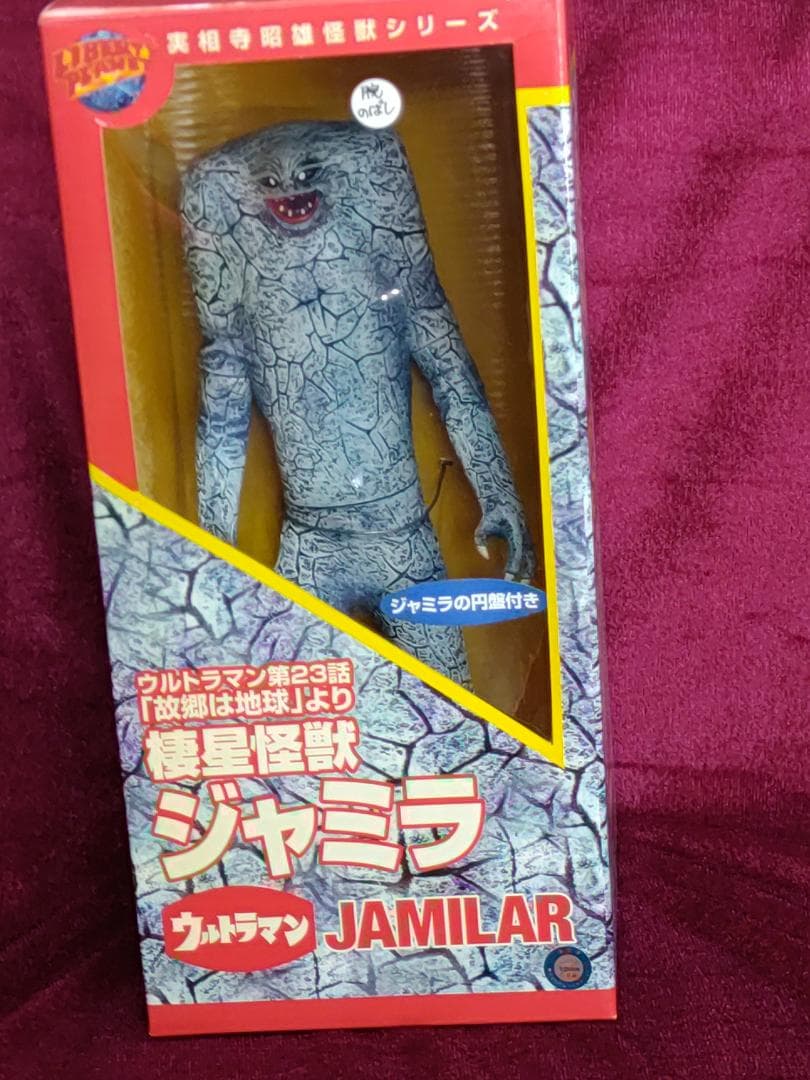 LIBERTY PLANET
実相寺昭雄怪獣シリーズ
腕
のばし
ジャミラの円盤付き
ウルトラマン第23話
「故郷は地球」より
棲星怪獣
ジャミラ
ウルトラマン JAMILAR